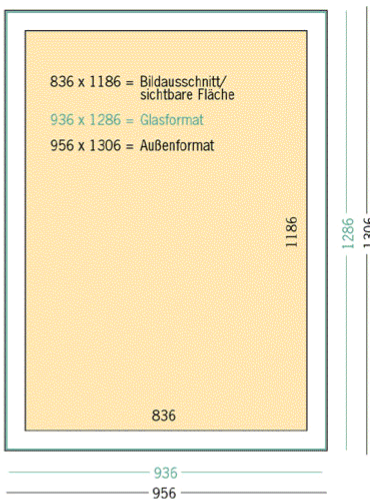 836 x 1186 = Bildausschnitt/
sichtbare Fläche
936 x 1286 = Glasformat
956 x 1306 = Außenformat
1186
1286
1306
836
936
956